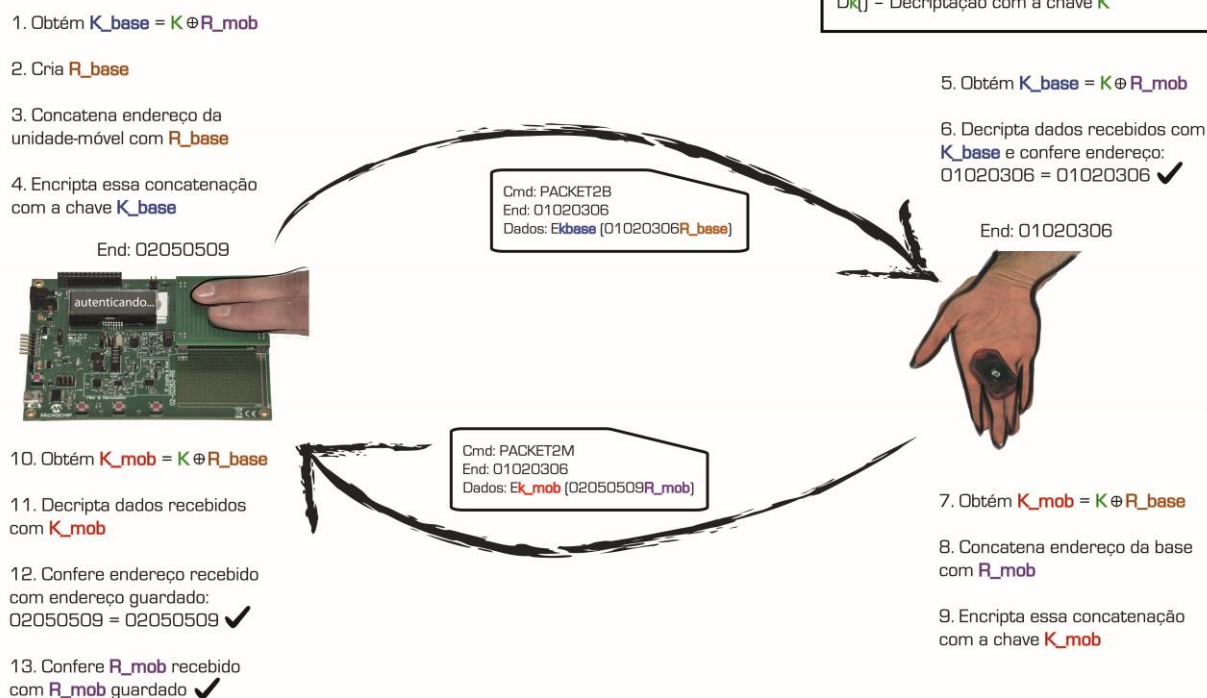 Dk() – Decriptação com a chave K
1. Obtém K_base = K ⊕ R_mob
2. Cria R_base
3. Concatena endereço da
unidade-móvel com R_base
4. Encripta essa concatenação
com a chave K_base
End: 02050509
autenticando...
Cmd: PACKET2B
End: 01020306
Dados: Ekbase (01020306R_base)
5. Obtém K_base = K ⊕ R_mob
6. Decripta dados recebidos com
K_base e confere endereço:
01020306 = 01020306 ✓
End: 01020306
MICROCHIP
Cmd: PACKET2M
End: 01020306
Dados: Ek_mob (02050509R_mob)
7. Obtém K_mob = K ⊕ R_base
8. Concatena endereço da base
com R_mob
9. Encripta essa concatenação
com a chave K_mob
10. Obtém K_mob = K ⊕ R_base
11. Decripta dados recebidos
com K_mob
12. Confere endereço recebido
com endereço guardado:
02050509 = 02050509 ✓
13. Confere R_mob recebido
com R_mob guardado ✓